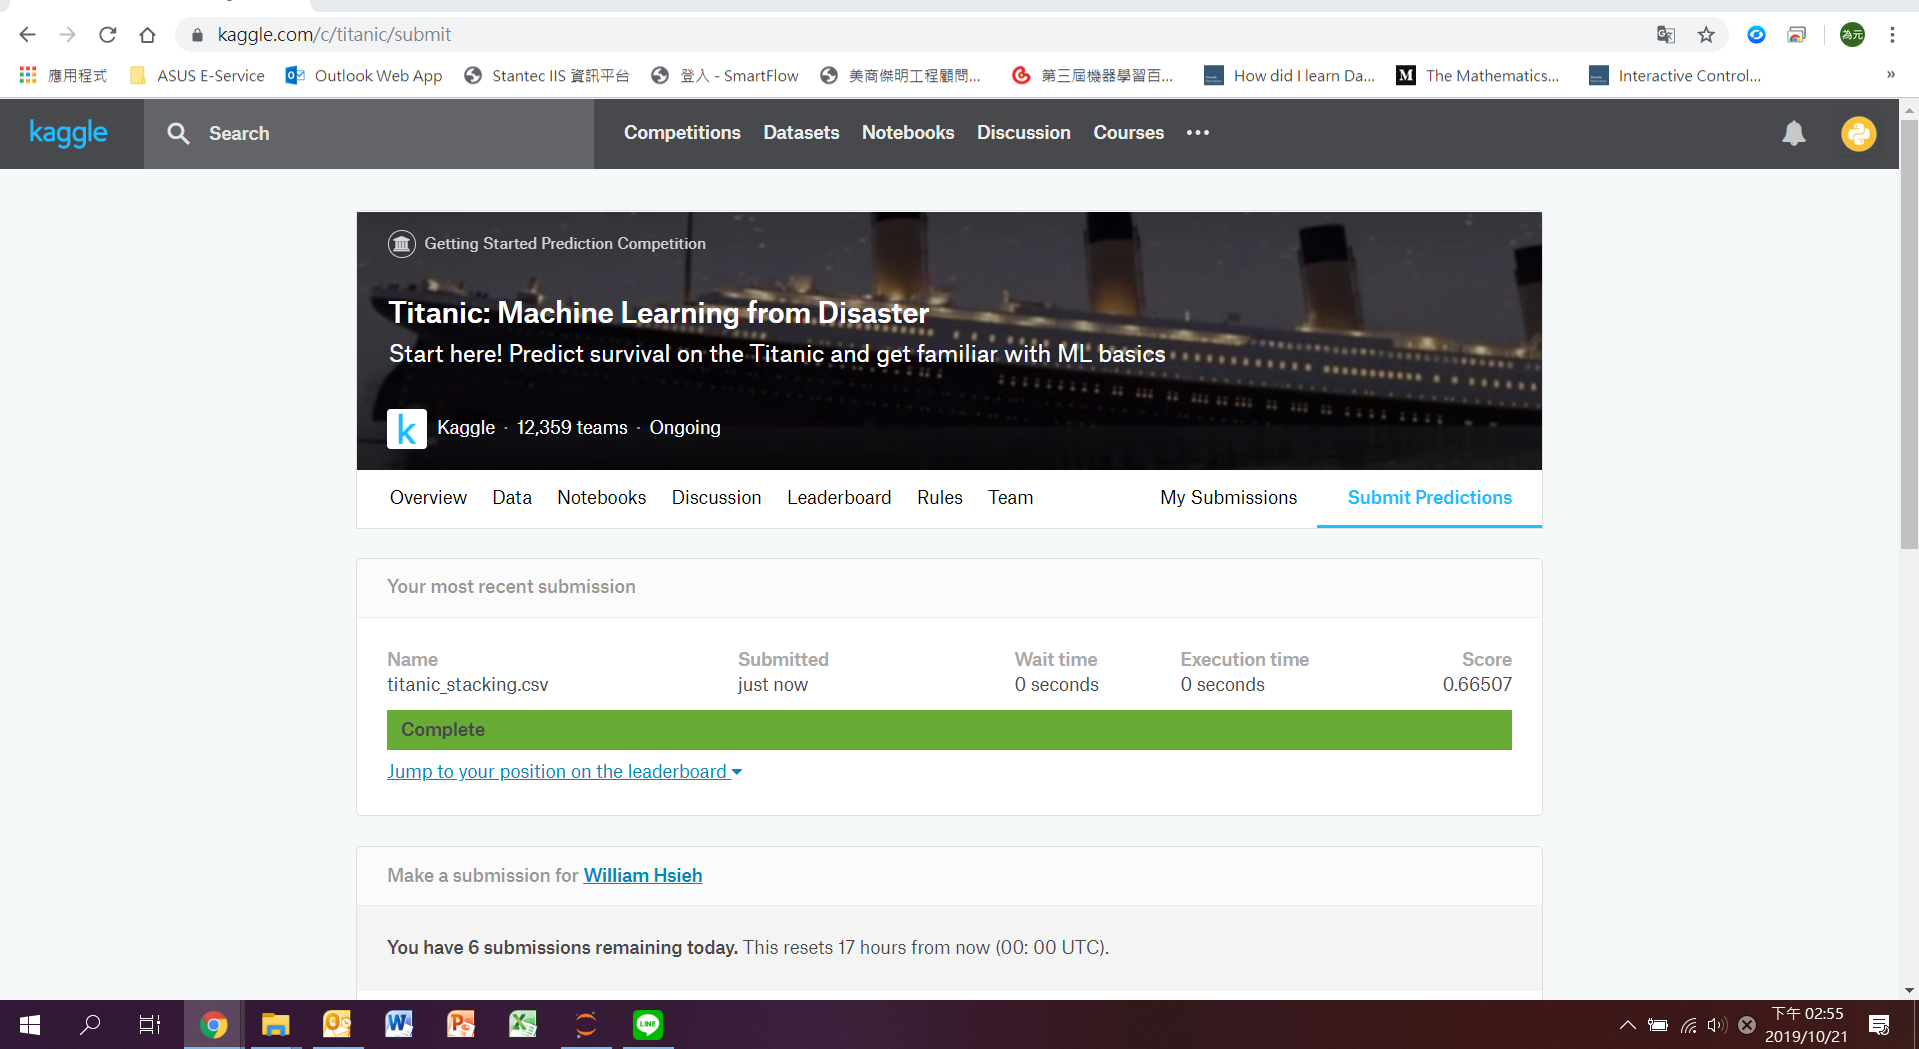 kaggle.com/c/titanic/submit
為元
應用程式 ASUS E-Service Outlook Web App Stantec IIS 資訊平台 登入 - SmartFlow 美商傑明工程顧問... 第三屆機器學習百... How did I learn Da... M The Mathematics... Interactive Control... »
kaggle Search Competitions Datasets Notebooks Discussion Courses
Getting Started Prediction Competition
Titanic: Machine Learning from Disaster
Start here! Predict survival on the Titanic and get familiar with ML basics
k Kaggle · 12,359 teams · Ongoing
Overview Data Notebooks Discussion Leaderboard Rules Team My Submissions Submit Predictions
Your most recent submission
Name Submitted Wait time Execution time Score
titanic_stacking.csv just now 0 seconds 0 seconds 0.66507
Complete
Jump to your position on the leaderboard
Make a submission for William Hsieh
You have 6 submissions remaining today. This resets 17 hours from now (00: 00 UTC).
LINE
下午 02:55
2019/10/21